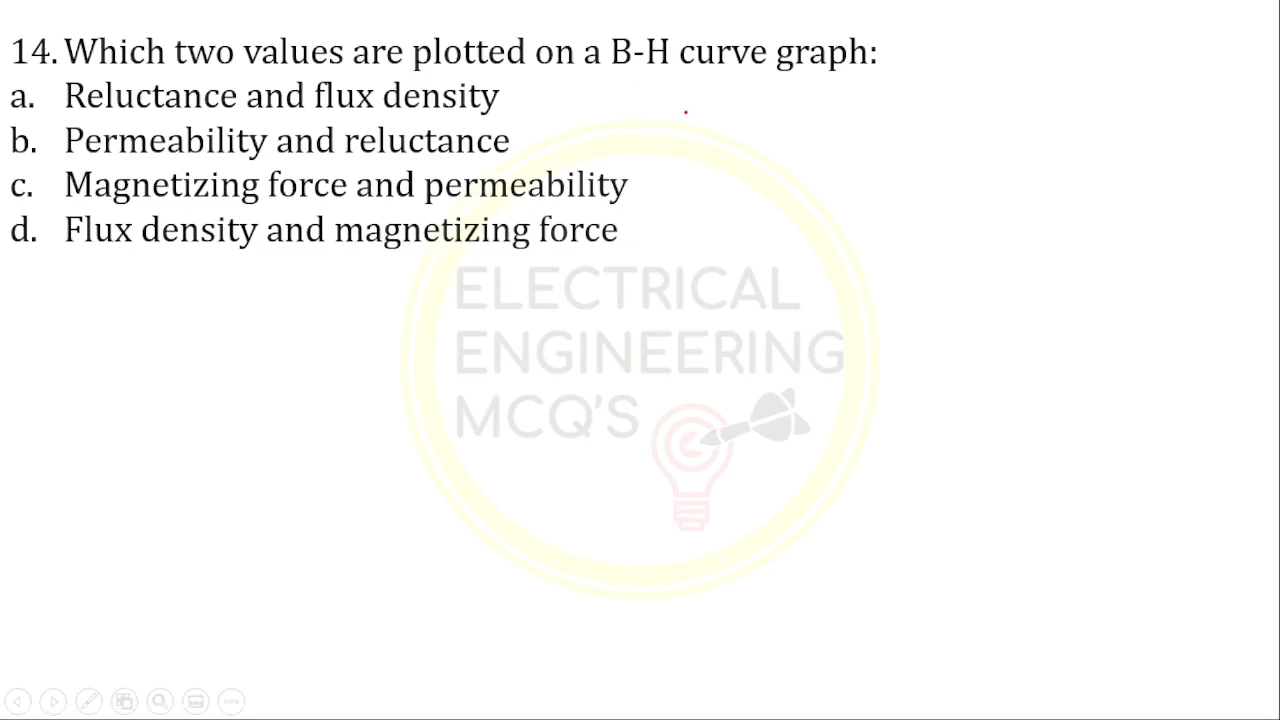 14. Which two values are plotted on a B-H curve graph:
a. Reluctance and flux density
b. Permeability and reluctance
c. Magnetizing force and permeability
d. Flux density and magnetizing force
ELECTRICAL
ENGINEERING
MCQ'S